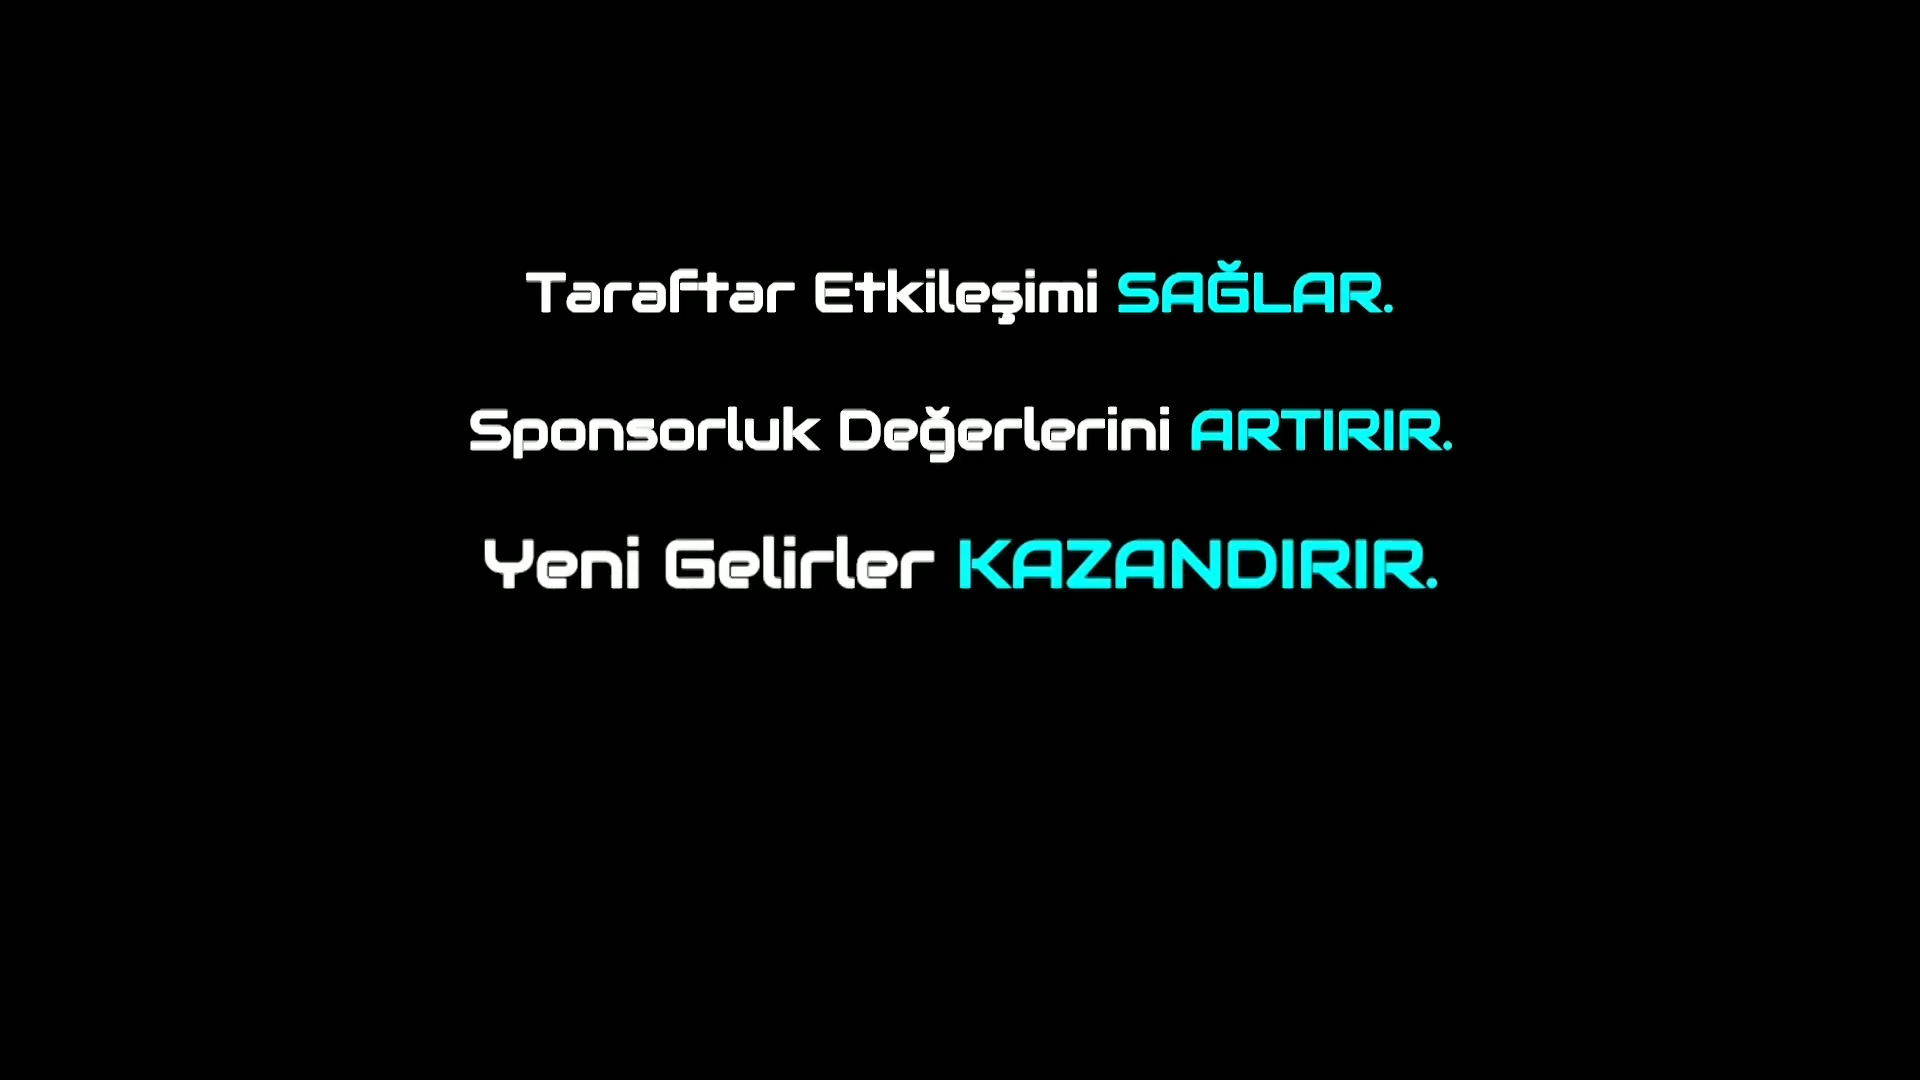 Taraftar Etkileşimi SAĞLAR.
Sponsorluk Değerlerini ARTIRIR.
Yeni Gelirler KAZANDIRIR.